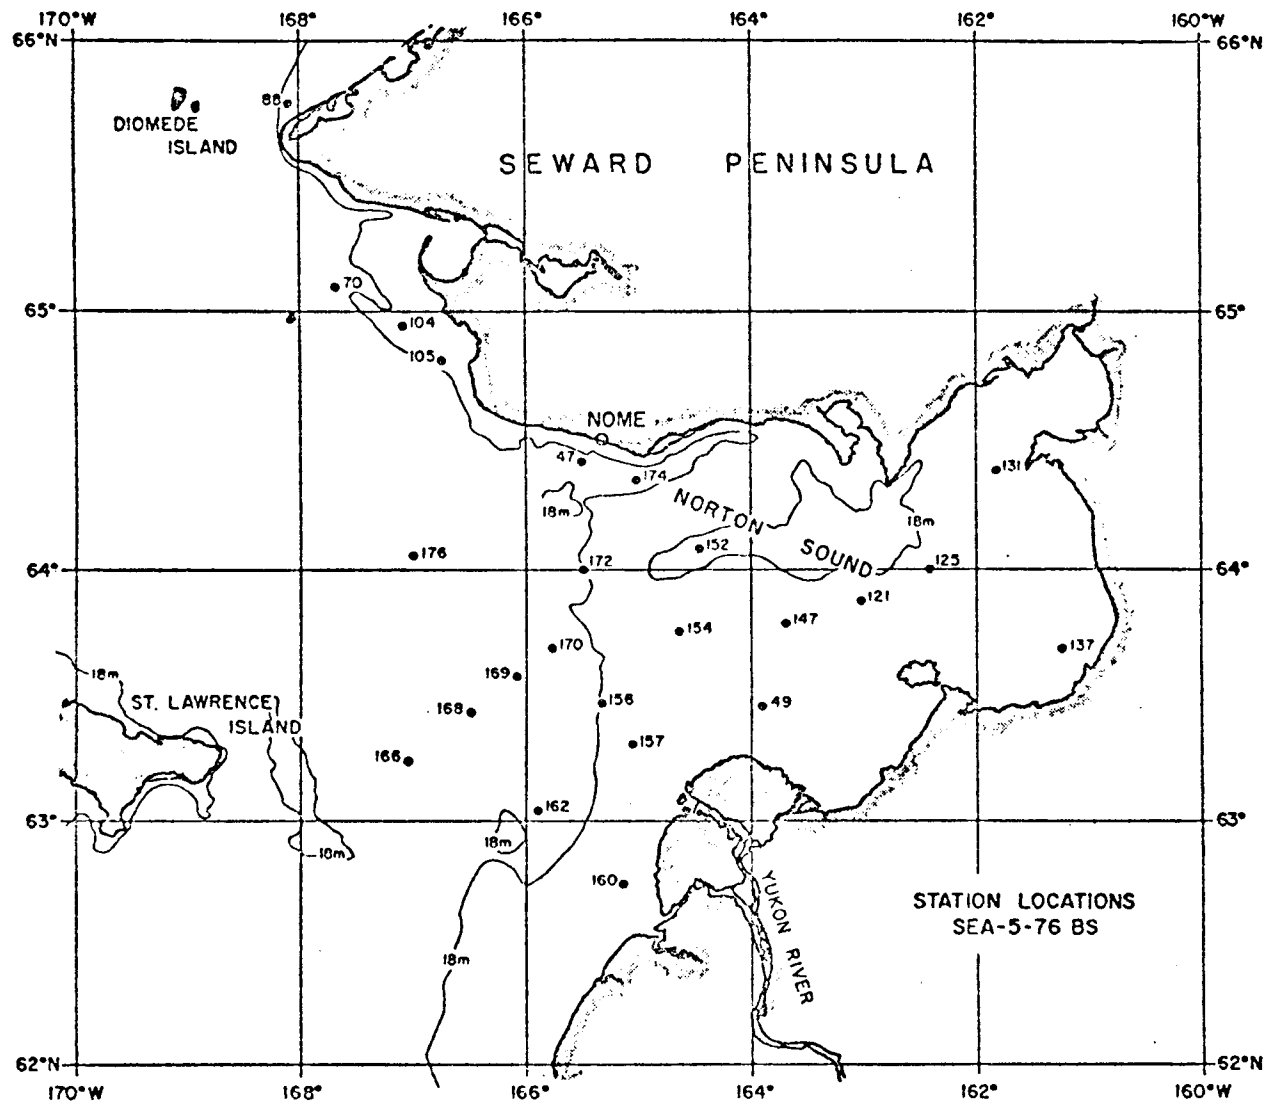 170°W 168° 166° 164° 162° 160°W
66°N 66°N
88
DIOMEDE
ISLAND
SEWARD PENINSULA
70
65° 65°
104
105
NOME
47
174
131
18m
NORTON
18m
176
152
SOUND
172
125
64° 64°
121
147
154
170
137
169
18m
ST. LAWRENCE
156
49
168
ISLAND
157
166
162
63° 63°
18m
18m
160
YUKON RIVER
STATION LOCATIONS
SEA-5-76 BS
18m
62°N 62°N
170°W 168° 166° 164° 162° 160°W